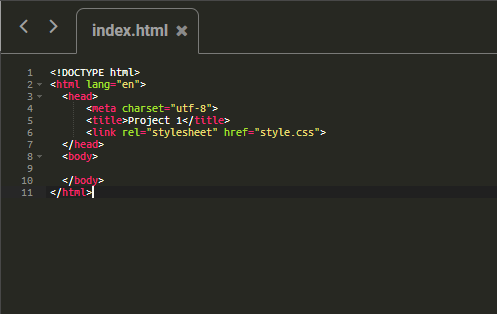 index.html
1 <!DOCTYPE html>
2 <html lang="en">
3 <head>
4 <meta charset="utf-8">
5 <title>Project 1</title>
6 <link rel="stylesheet" href="style.css">
7 </head>
8 <body>
9
10 </body>
11 </html>